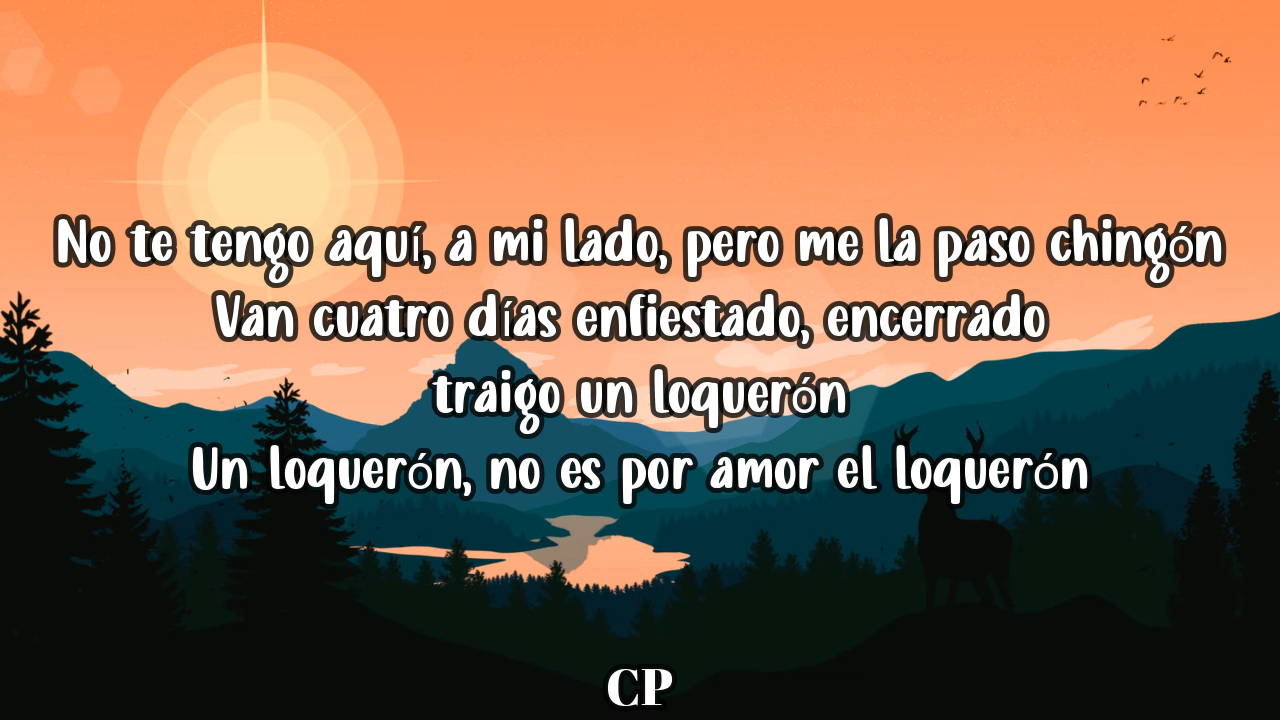 No te tengo aquí, a mi lado, pero me la paso chingón
Van cuatro días enfiestado, encerrado
traigo un loquerón
Un loquerón, no es por amor el loquerón
CP